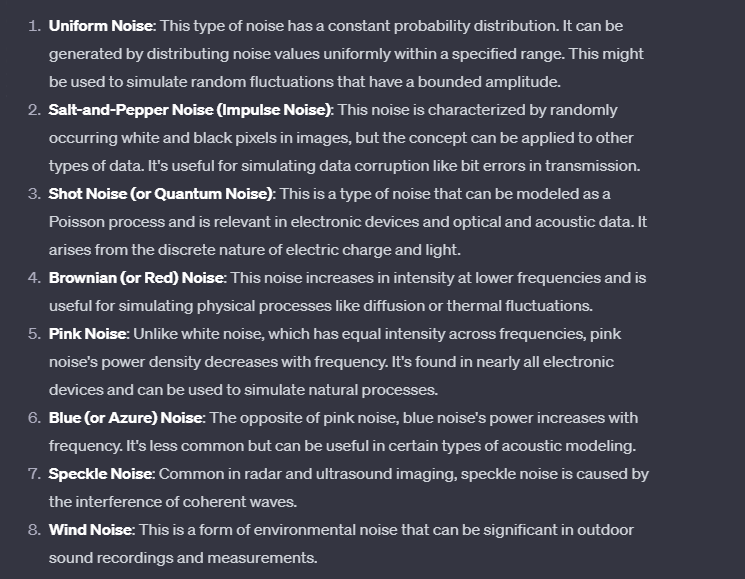 1. Uniform Noise: This type of noise has a constant probability distribution. It can be
generated by distributing noise values uniformly within a specified range. This might
be used to simulate random fluctuations that have a bounded amplitude.
2. Salt-and-Pepper Noise (Impulse Noise): This noise is characterized by randomly
occurring white and black pixels in images, but the concept can be applied to other
types of data. It's useful for simulating data corruption like bit errors in transmission.
3. Shot Noise (or Quantum Noise): This is a type of noise that can be modeled as a
Poisson process and is relevant in electronic devices and optical and acoustic data. It
arises from the discrete nature of electric charge and light.
4. Brownian (or Red) Noise: This noise increases in intensity at lower frequencies and is
useful for simulating physical processes like diffusion or thermal fluctuations.
5. Pink Noise: Unlike white noise, which has equal intensity across frequencies, pink
noise's power density decreases with frequency. It's found in nearly all electronic
devices and can be used to simulate natural processes.
6. Blue (or Azure) Noise: The opposite of pink noise, blue noise's power increases with
frequency. It's less common but can be useful in certain types of acoustic modeling.
7. Speckle Noise: Common in radar and ultrasound imaging, speckle noise is caused by
the interference of coherent waves.
8. Wind Noise: This is a form of environmental noise that can be significant in outdoor
sound recordings and measurements.